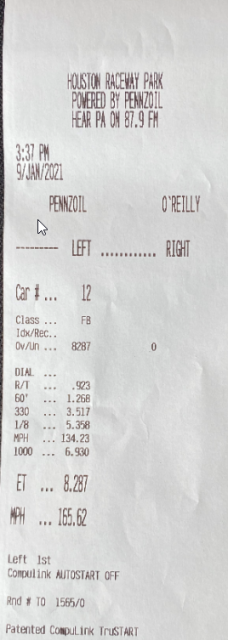 HOUSTON RACEWAY PARK
POWERED BY PENNZOIL
HEAR PA ON 87.9 FM
3:37 PM
9/JAN/2021
PENNZOIL O'REILLY
--------- LEFT ............ RIGHT
Car # ... 12
Class ... FB
Idx/Rec..
Ov/Un ... 8287 0
DIAL ...
R/T ... .923
60' ... 1.268
330 ... 3.517
1/8 ... 5.358
MPH ... 134.23
1000 ... 6.930
ET ... 8.287
MPH ... 165.62
Left 1st
Compulink AUTOSTART OFF
Rnd # TO 1565/0
Patented CompuLink TruSTART